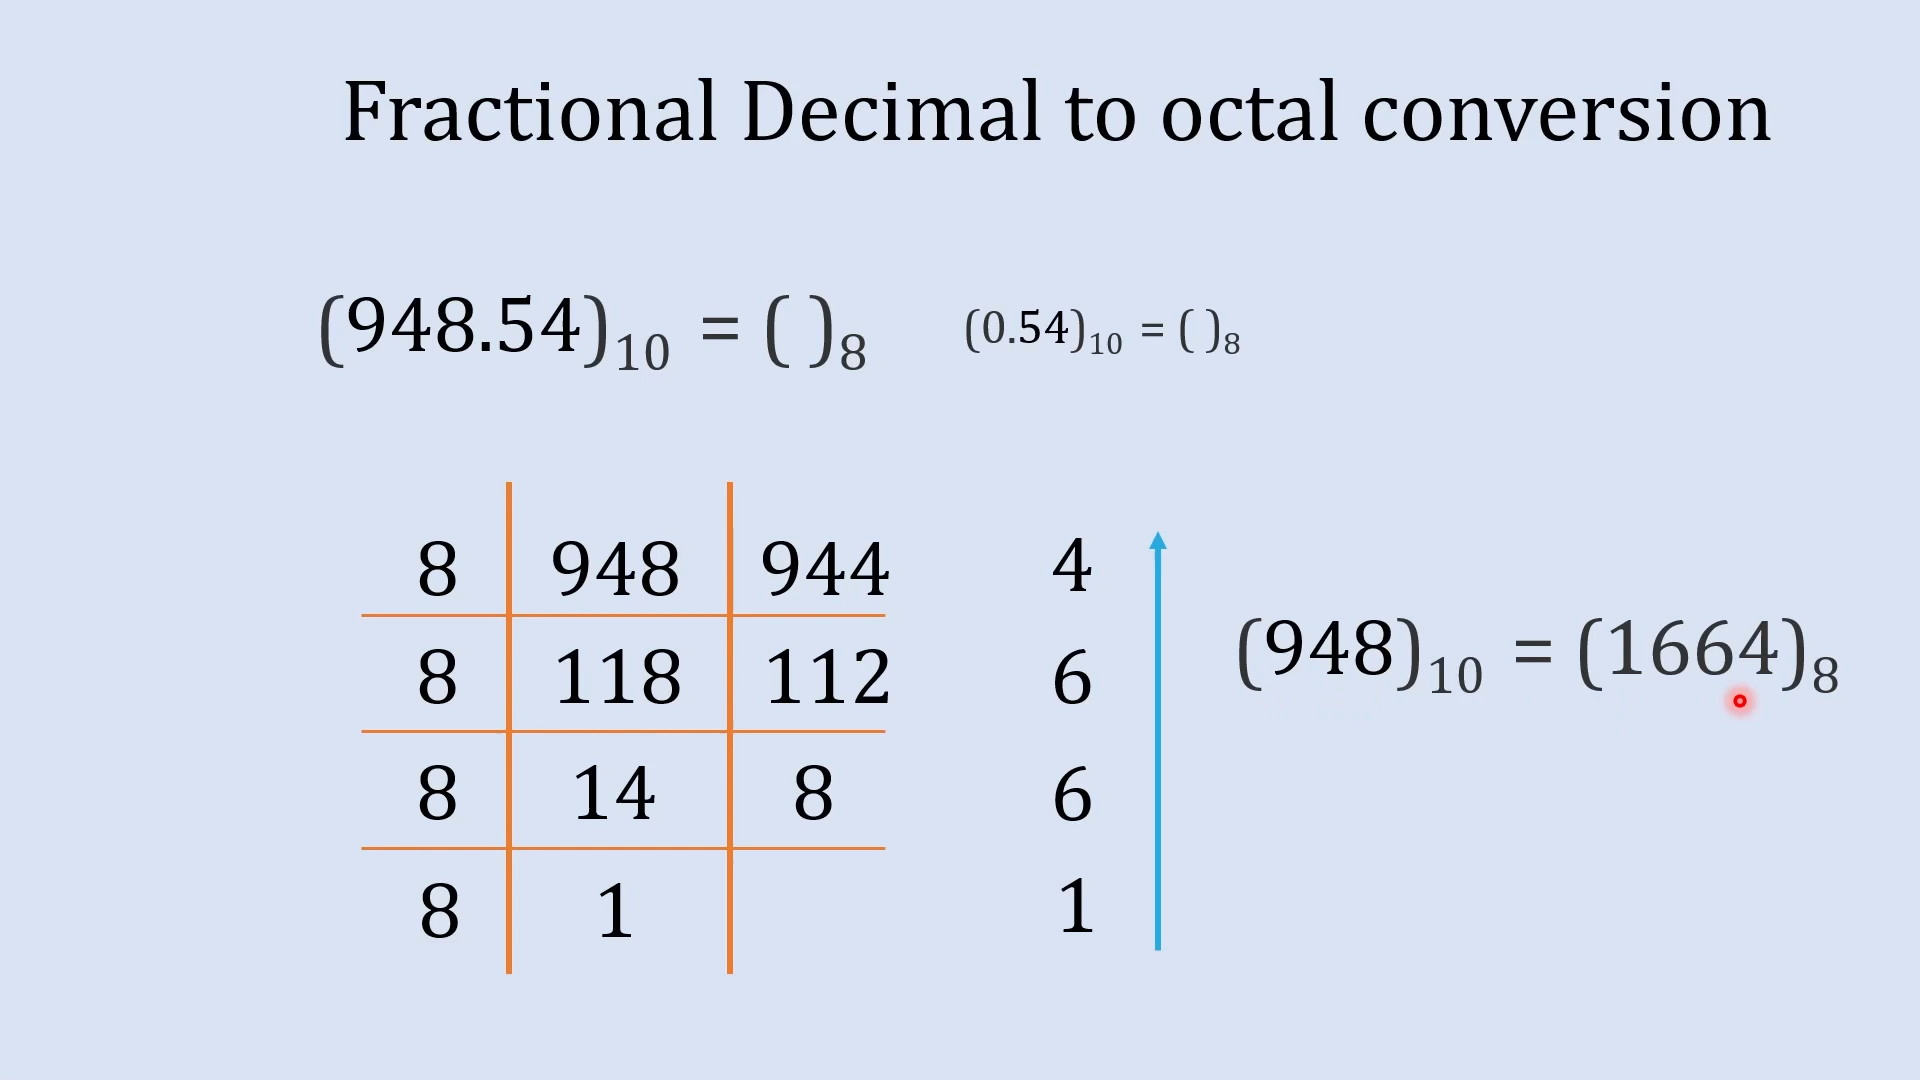 Fractional Decimal to octal conversion
(948.54)₁₀ = ( )₈ (0.54)₁₀ = ( )₈
8 948 944 4
8 118 112 6
(948)₁₀ = (1664)₈
8 14 8 6
8 1 1